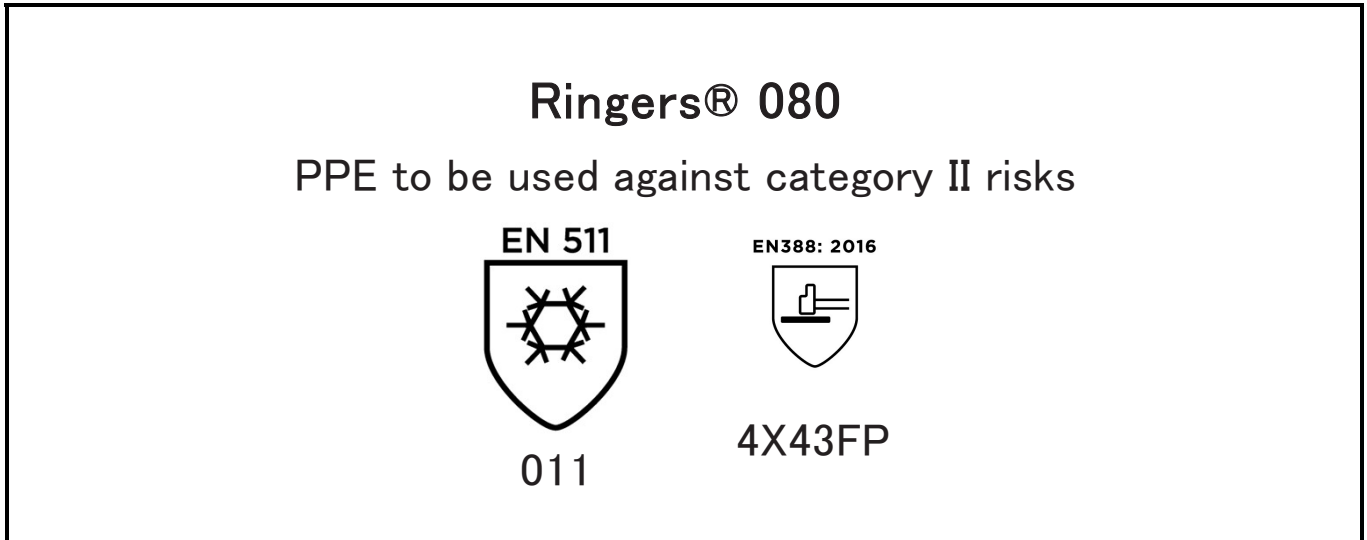 Ringers® 080
PPE to be used against category II risks
EN 511
EN388: 2016
4X43FP
011